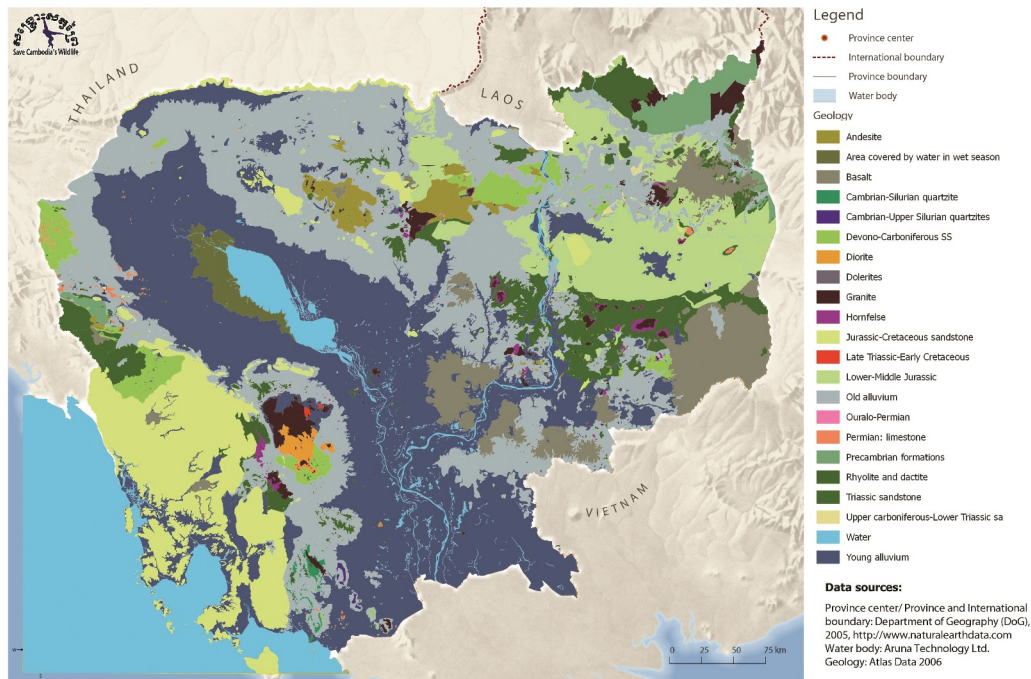 Save Cambodia's Wildlife
THAILAND
LAOS
VIETNAM
0 25 50 75 km
W
S
Legend
Province center
International boundary
Province boundary
Water body
Geology
Andesite
Area covered by water in wet season
Basalt
Cambrian-Silurian quartzite
Cambrian-Upper Silurian quartzites
Devono-Carboniferous SS
Diorite
Dolerites
Granite
Hornfelse
Jurassic-Cretaceous sandstone
Late Triassic-Early Cretaceous
Lower-Middle Jurassic
Old alluvium
Ouralo-Permian
Permian: limestone
Precambrian formations
Rhyolite and dactite
Triassic sandstone
Upper carboniferous-Lower Triassic sa
Water
Young alluvium
Data sources:
Province center/ Province and International
boundary: Department of Geography (DoG),
2005, http://www.naturalearthdata.com
Water body: Aruna Technology Ltd.
Geology: Atlas Data 2006